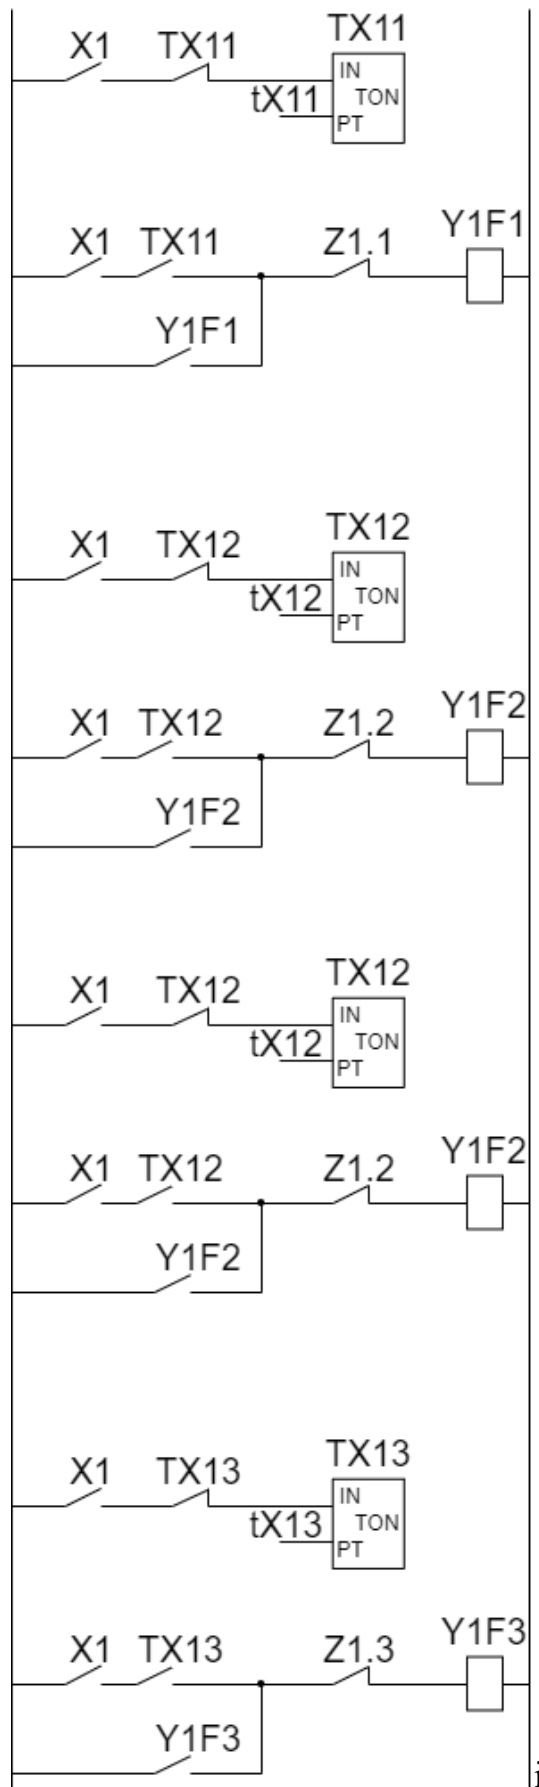 TX11
X1 TX11
IN
TON
tX11
PT
Y1F1
X1 TX11 Z1.1
Y1F1
TX12
X1 TX12
IN
TON
tX12
PT
Y1F2
X1 TX12 Z1.2
Y1F2
TX12
X1 TX12
IN
TON
tX12
PT
Y1F2
X1 TX12 Z1.2
Y1F2
TX13
X1 TX13
IN
TON
tX13
PT
Y1F3
X1 TX13 Z1.3
Y1F3